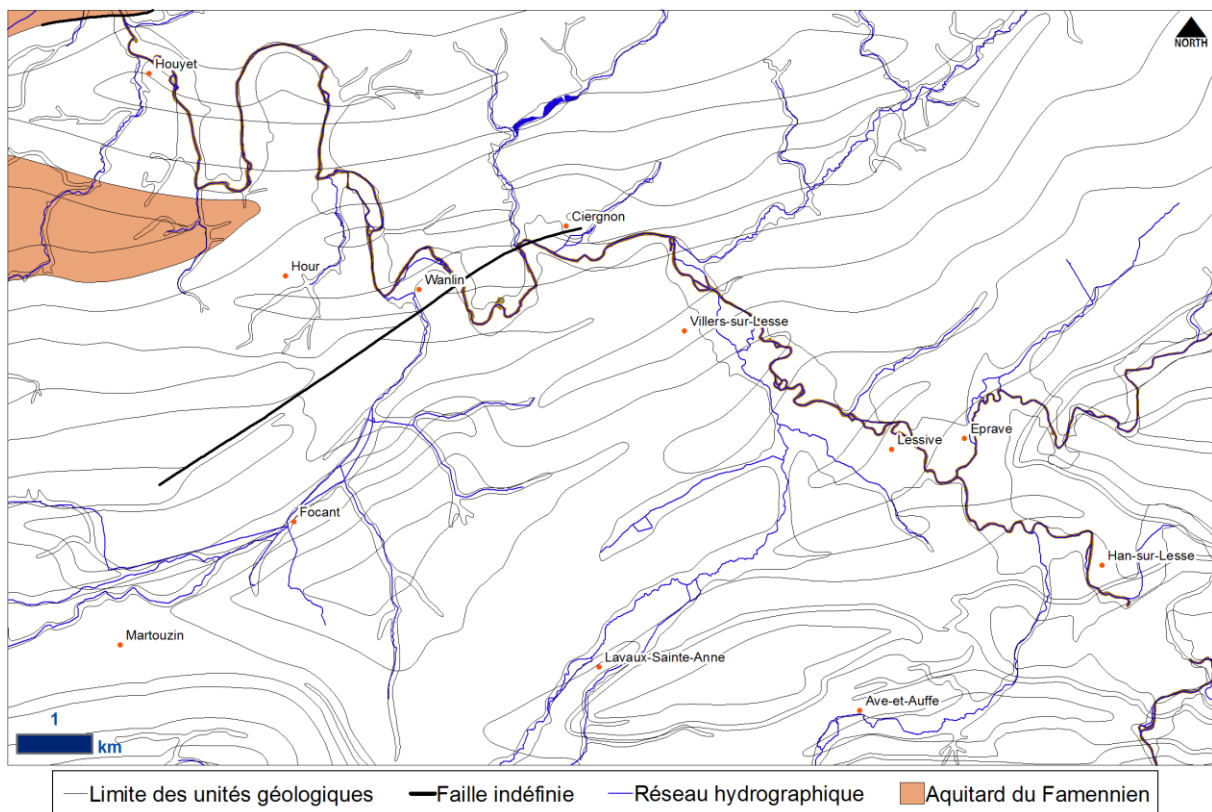 NORTH
Houyet
Ciergnon
Hour
Wanlin
Villers-sur-Lesse
Eprave
Lessive
Focant
Han-sur-Lesse
Martouzin
Lavaux-Sainte-Anne
Ave-et-Auffe
1
km
Limite des unités géologiques Faille indéfinie Réseau hydrographique Aquitard du Famennien